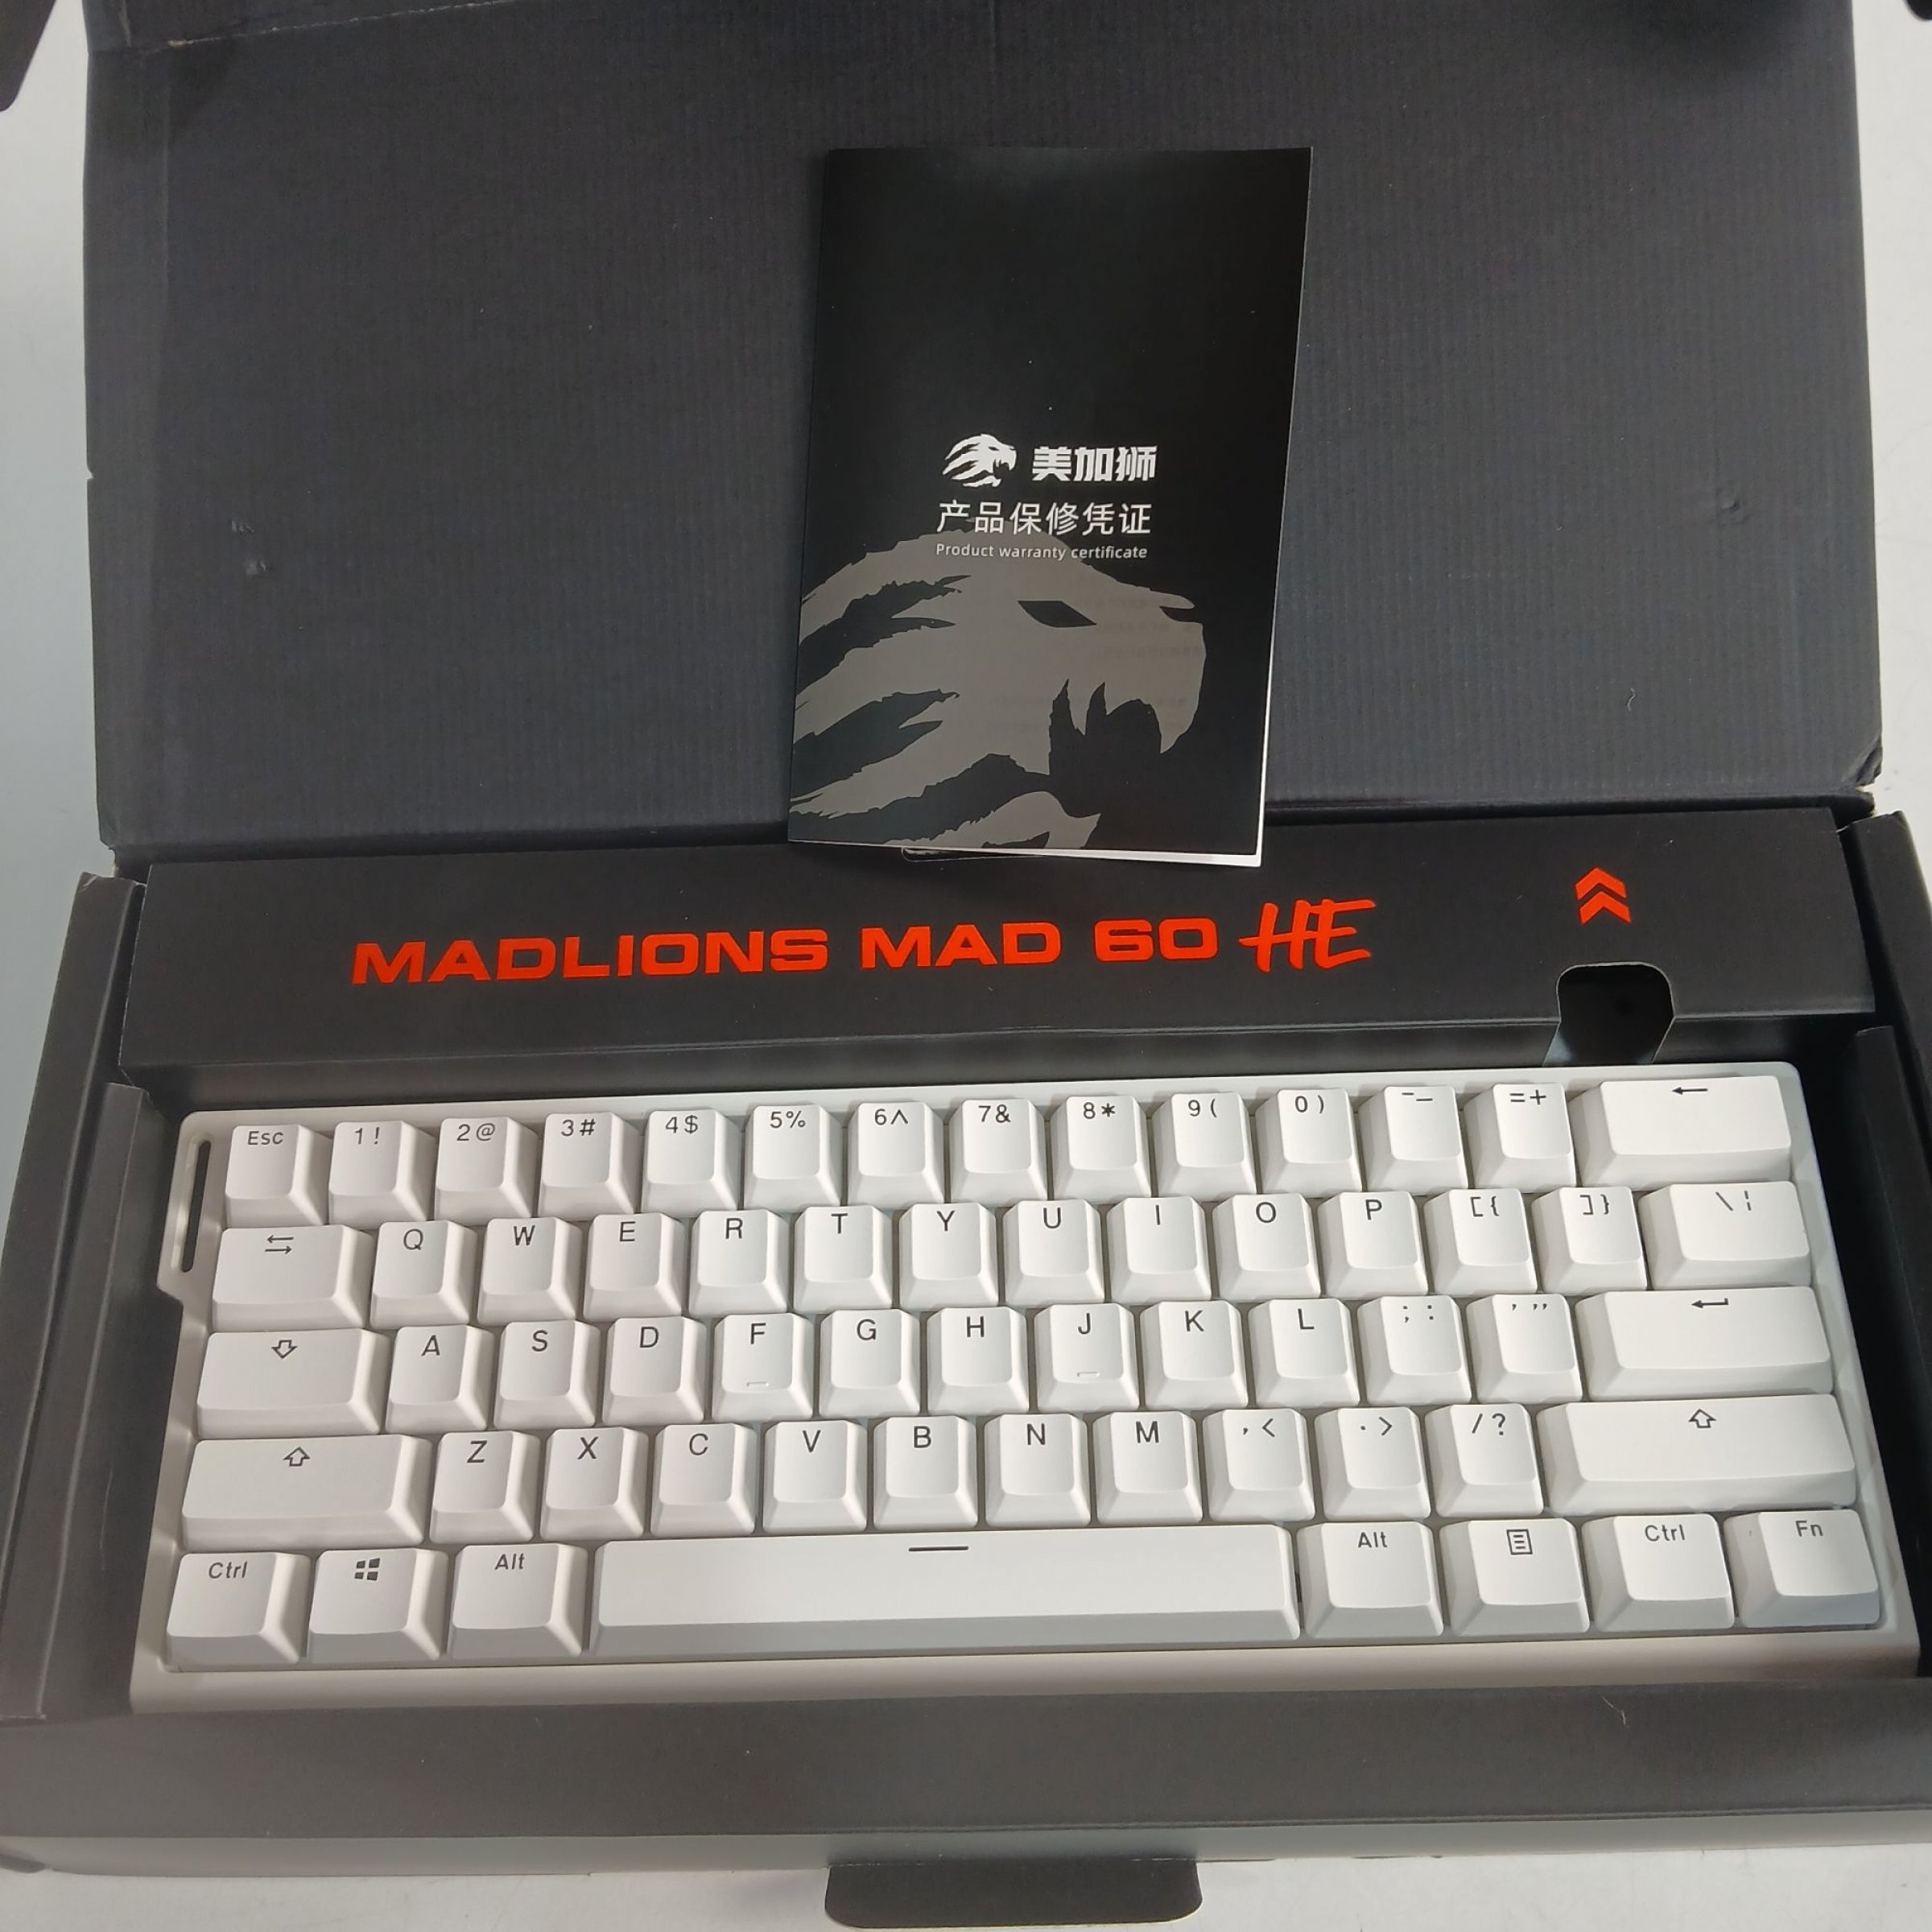 美加狮
产品保修凭证
Product warranty certificate
MADLIONS MAD 60 HE
Esc 1! 2@ 3# 4$ 5% 6^ 7& 8* 9( 0) -_ =+ ←
⇆ Q W E R T Y U I O P [{ ]} \¦
⇩ A S D F G H J K L ;: '" ↵
⇧ Z X C V B N M ,< .> /? ⇧
Ctrl Alt Alt Ctrl Fn